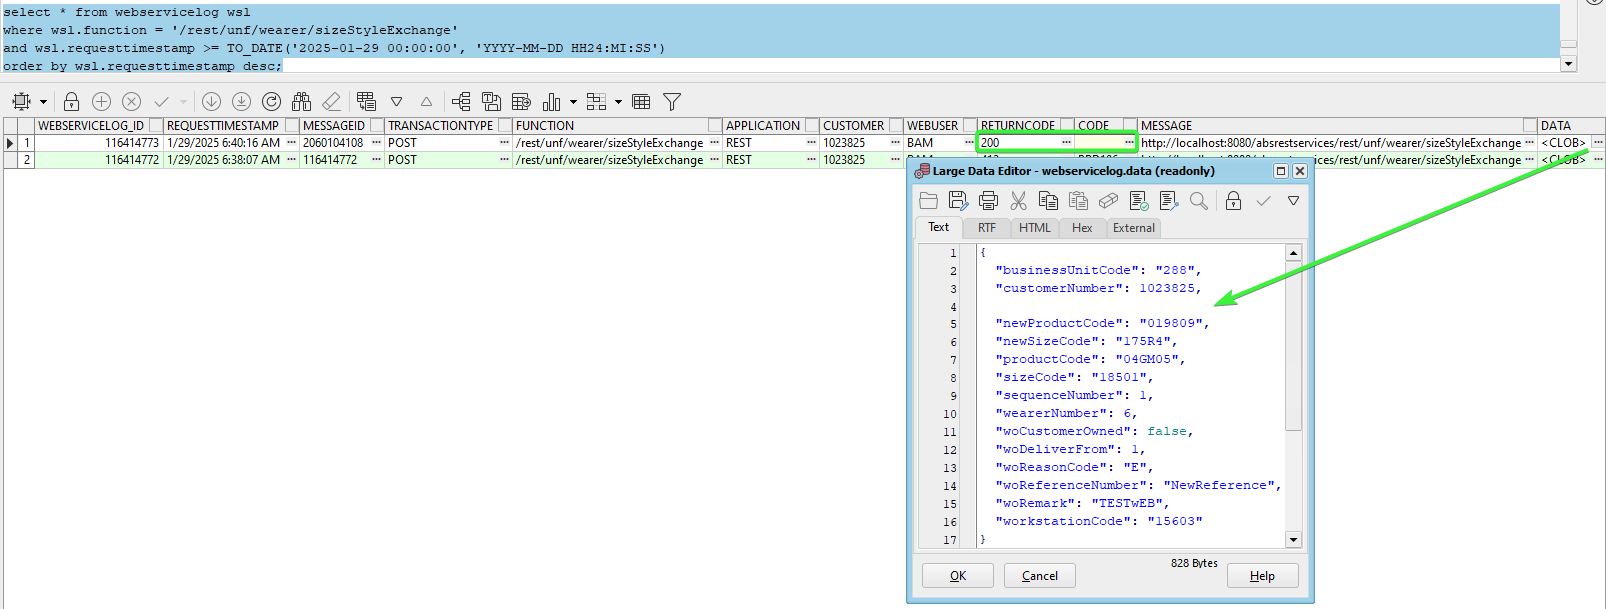 select * from webservicelog wsl
where wsl.function = '/rest/unf/wearer/sizeStyleExchange'
and wsl.requesttimestamp >= TO_DATE('2025-01-29 00:00:00', 'YYYY-MM-DD HH24:MI:SS')
order by wsl.requesttimestamp desc;
WEBSERVICELOG_ID REQUESTTIMESTAMP MESSAGEID TRANSACTIONTYPE FUNCTION APPLICATION CUSTOMER WEBUSER RETURNCODE CODE MESSAGE DATA
1 116414773 1/29/2025 6:40:16 AM 2060104108 POST /rest/unf/wearer/sizeStyleExchange REST 1023825 BAM 200 http://localhost:8080/absrestservices/rest/unf/wearer/sizeStyleExchange <CLOB>
2 116414772 1/29/2025 6:38:07 AM 116414772 POST /rest/unf/wearer/sizeStyleExchange REST 1023825 <CLOB>
Large Data Editor - webservicelog.data (readonly)
Text RTF HTML Hex External
1 {
2 "businessUnitCode": "288",
3 "customerNumber": 1023825,
4
5 "newProductCode": "019809",
6 "newSizeCode": "175R4",
7 "productCode": "04GM05",
8 "sizeCode": "18501",
9 "sequenceNumber": 1,
10 "wearerNumber": 6,
11 "woCustomerOwned": false,
12 "woDeliverFrom": 1,
13 "woReasonCode": "E",
14 "woReferenceNumber": "NewReference",
15 "woRemark": "TESTwEB",
16 "workstationCode": "15603"
17 }
828 Bytes
OK Cancel Help